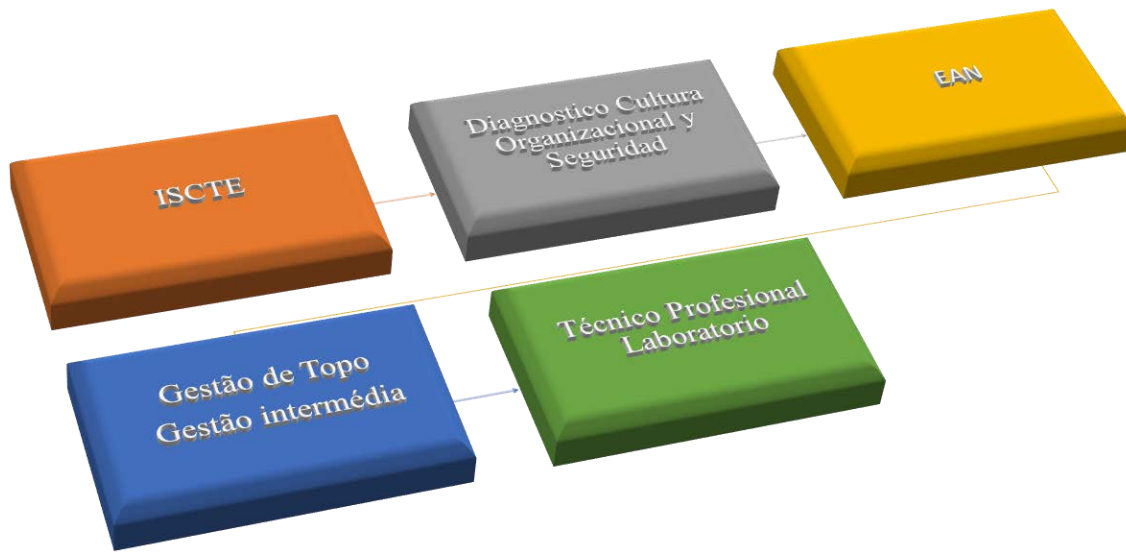 ISCTE
Diagnostico Cultura
Organizacional y
Seguridad
EAN
Gestão de Topo
Gestão intermédia
Técnico Profesional
Laboratorio